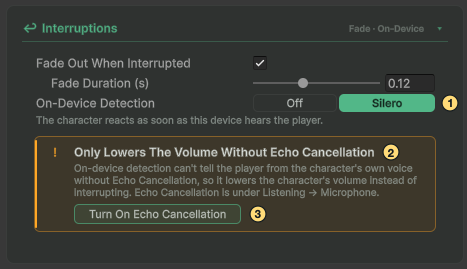 Interruptions
Fade · On-Device
Fade Out When Interrupted
Fade Duration (s)
0.12
On-Device Detection
Off
Silero
1
The character reacts as soon as this device hears the player.
! Only Lowers The Volume Without Echo Cancellation 2
On-device detection can't tell the player from the character's own voice
without Echo Cancellation, so it lowers the character's volume instead of
interrupting. Echo Cancellation is under Listening → Microphone.
Turn On Echo Cancellation 3